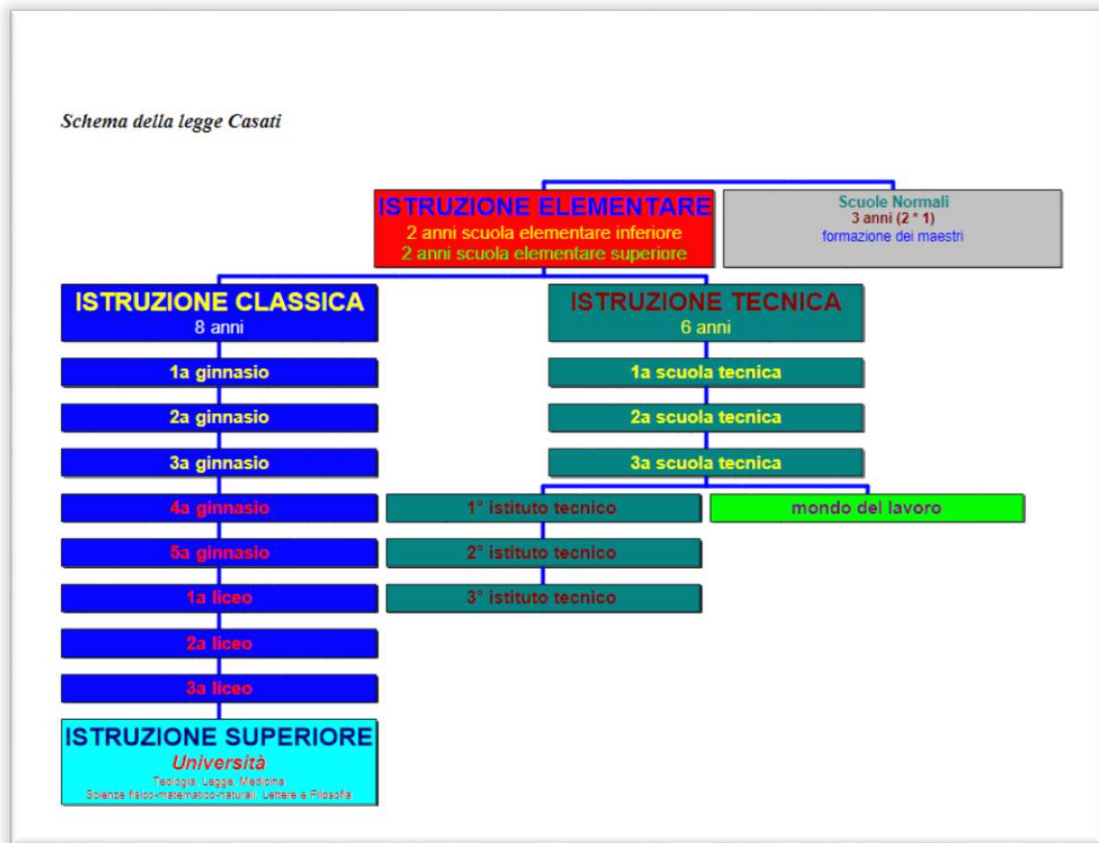 Schema della legge Casati
ISTRUZIONE ELEMENTARE
2 anni scuola elementare inferiore
2 anni scuola elementare superiore
Scuole Normali
3 anni (2 * 1)
formazione dei maestri
ISTRUZIONE CLASSICA
8 anni
1a ginnasio
2a ginnasio
3a ginnasio
4a ginnasio
5a ginnasio
1a liceo
2a liceo
3a liceo
ISTRUZIONE SUPERIORE
Università
Teologia, Legge, Medicina
Scienze fisico-matematico-naturali, Lettere e Filosofia
ISTRUZIONE TECNICA
6 anni
1a scuola tecnica
2a scuola tecnica
3a scuola tecnica
1° istituto tecnico
2° istituto tecnico
3° istituto tecnico
mondo del lavoro